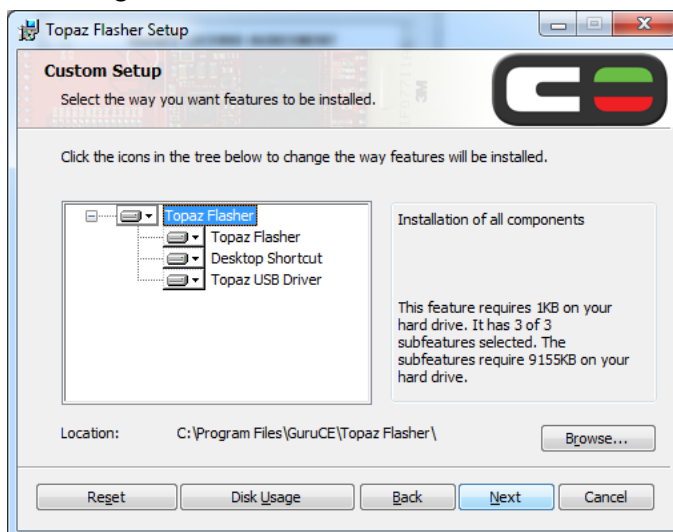 Topaz Flasher Setup
Custom Setup
Select the way you want features to be installed.
3M
Click the icons in the tree below to change the way features will be installed.
Topaz Flasher
Topaz Flasher
Desktop Shortcut
Topaz USB Driver
Installation of all components
This feature requires 1KB on your
hard drive. It has 3 of 3
subfeatures selected. The
subfeatures require 9155KB on your
hard drive.
Location: C:\Program Files\GuruCE\Topaz Flasher\
Browse...
Reset Disk Usage Back Next Cancel